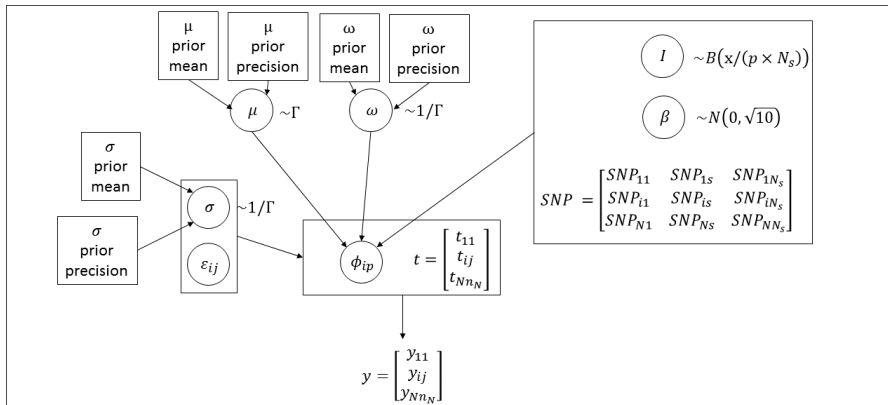 μ
prior
mean
μ
prior
precision
ω
prior
mean
ω
prior
precision
μ ~Γ
ω ~1/Γ
I ~B(x/(p × N_s))
β ~N(0, √10)
SNP = [SNP_11 SNP_1s SNP_1N_s
SNP_i1 SNP_is SNP_iN_s
SNP_N1 SNP_Ns SNP_NN_s]
σ
prior
mean
σ
prior
precision
σ ~1/Γ
ε_ij
ϕ_ip
t = [t_11
t_ij
t_Nn_N]
y = [y_11
y_ij
y_Nn_N]